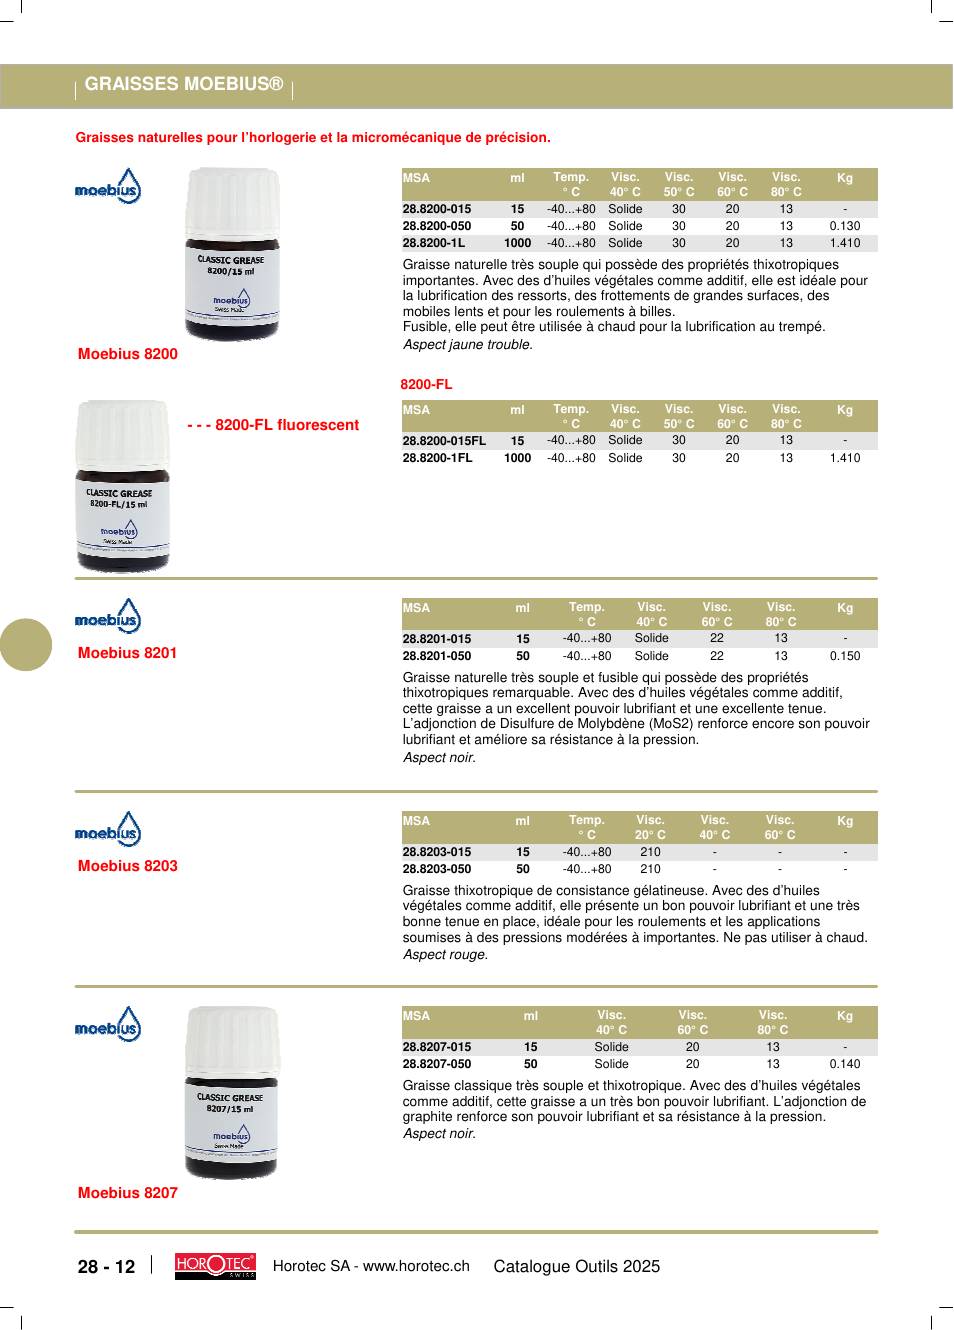 GRAISSES MOEBIUS®
Graisses naturelles pour l'horlogerie et la micromécanique de précision.
moebius
CLASSIC GREASE
8200/15 ml
moebius
Swiss Made
Moebius 8200
MSA ml Temp. ° C Visc. 40° C Visc. 50° C Visc. 60° C Visc. 80° C Kg
28.8200-015 15 -40...+80 Solide 30 20 13 -
28.8200-050 50 -40...+80 Solide 30 20 13 0.130
28.8200-1L 1000 -40...+80 Solide 30 20 13 1.410
Graisse naturelle très souple qui possède des propriétés thixotropiques
importantes. Avec des d'huiles végétales comme additif, elle est idéale pour
la lubrification des ressorts, des frottements de grandes surfaces, des
mobiles lents et pour les roulements à billes.
Fusible, elle peut être utilisée à chaud pour la lubrification au trempé.
Aspect jaune trouble.
8200-FL
- - - 8200-FL fluorescent
CLASSIC GREASE
8200-FL/15 ml
moebius
Swiss Made
MSA ml Temp. ° C Visc. 40° C Visc. 50° C Visc. 60° C Visc. 80° C Kg
28.8200-015FL 15 -40...+80 Solide 30 20 13 -
28.8200-1FL 1000 -40...+80 Solide 30 20 13 1.410
moebius
Moebius 8201
MSA ml Temp. ° C Visc. 40° C Visc. 60° C Visc. 80° C Kg
28.8201-015 15 -40...+80 Solide 22 13 -
28.8201-050 50 -40...+80 Solide 22 13 0.150
Graisse naturelle très souple et fusible qui possède des propriétés
thixotropiques remarquable. Avec des d'huiles végétales comme additif,
cette graisse a un excellent pouvoir lubrifiant et une excellente tenue.
L'adjonction de Disulfure de Molybdène (MoS2) renforce encore son pouvoir
lubrifiant et améliore sa résistance à la pression.
Aspect noir.
moebius
Moebius 8203
MSA ml Temp. ° C Visc. 20° C Visc. 40° C Visc. 60° C Kg
28.8203-015 15 -40...+80 210 - - -
28.8203-050 50 -40...+80 210 - - -
Graisse thixotropique de consistance gélatineuse. Avec des d'huiles
végétales comme additif, elle présente un bon pouvoir lubrifiant et une très
bonne tenue en place, idéale pour les roulements et les applications
soumises à des pressions modérées à importantes. Ne pas utiliser à chaud.
Aspect rouge.
moebius
CLASSIC GREASE
8207/15 ml
moebius
Swiss Made
Moebius 8207
MSA ml Visc. 40° C Visc. 60° C Visc. 80° C Kg
28.8207-015 15 Solide 20 13 -
28.8207-050 50 Solide 20 13 0.140
Graisse classique très souple et thixotropique. Avec des d'huiles végétales
comme additif, cette graisse a un très bon pouvoir lubrifiant. L'adjonction de
graphite renforce son pouvoir lubrifiant et sa résistance à la pression.
Aspect noir.
28 - 12
HOROTEC®
SWISS
Horotec SA - www.horotec.ch Catalogue Outils 2025